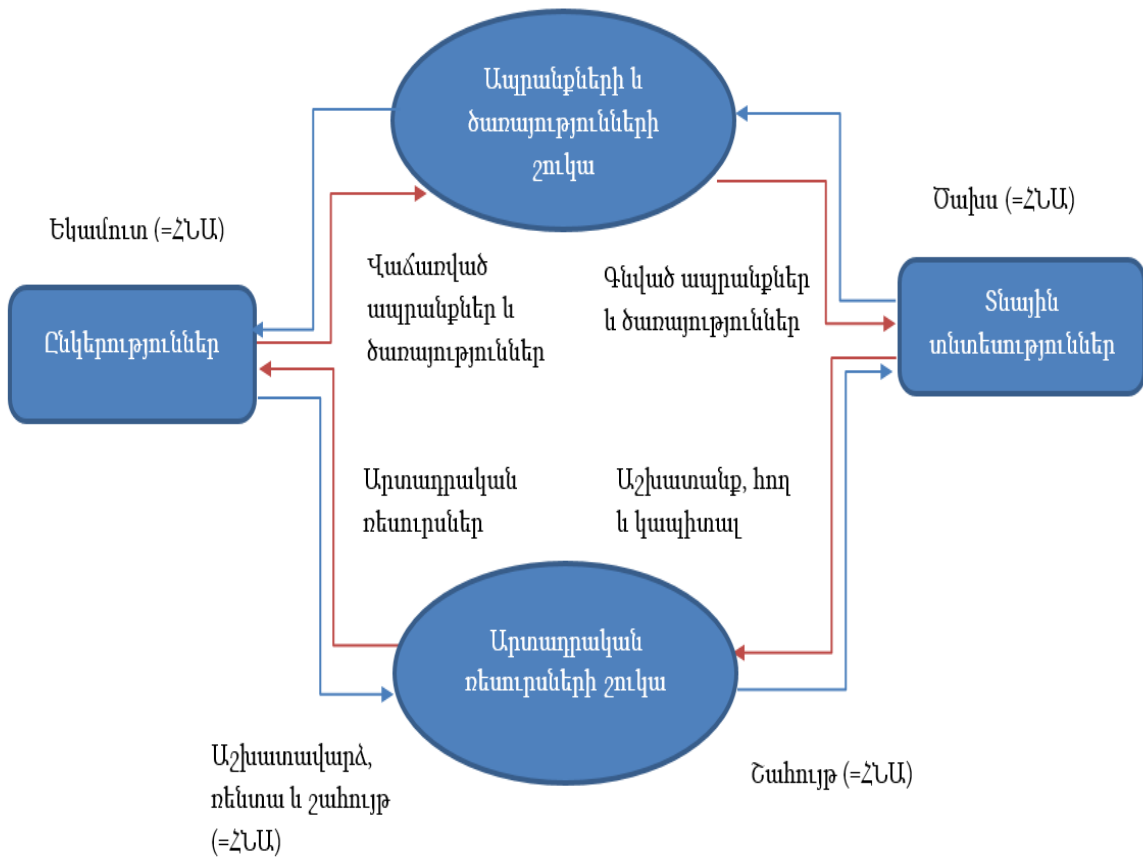 Ապրանքների և
ծառայությունների
շուկա
Եկամուտ (=ՀՆԱ)
Ծախս (=ՀՆԱ)
Վաճառված
ապրանքներ և
ծառայություններ
Գնված ապրանքներ
և ծառայություններ
Ընկերություններ
Տնային
տնտեսություններ
Արտադրական
ռեսուրսներ
Աշխատանք, հող
և կապիտալ
Արտադրական
ռեսուրսների շուկա
Աշխատավարձ,
ռենտա և շահույթ
(=ՀՆԱ)
Շահույթ (=ՀՆԱ)